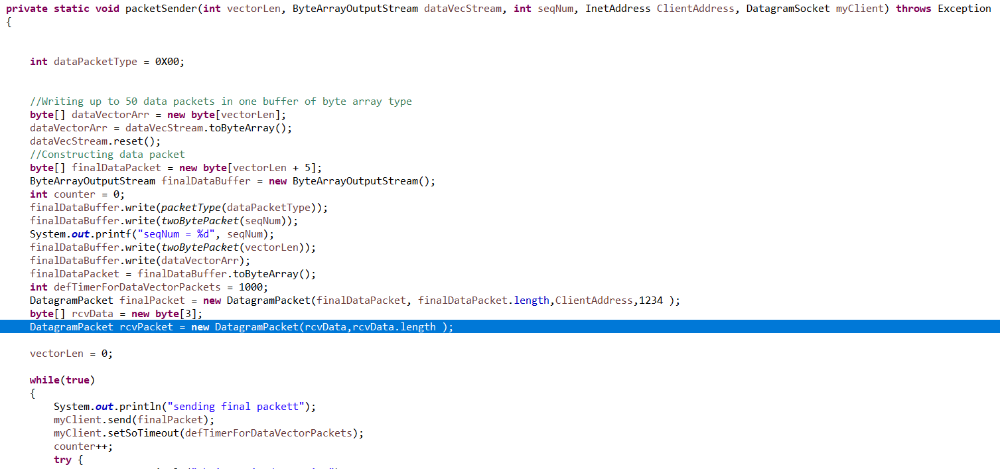 private static void packetSender(int vectorLen, ByteArrayOutputStream dataVecStream, int seqNum, InetAddress ClientAddress, DatagramSocket myClient) throws Exception
{
int dataPacketType = 0X00;
//Writing up to 50 data packets in one buffer of byte array type
byte[] dataVectorArr = new byte[vectorLen];
dataVectorArr = dataVecStream.toByteArray();
dataVecStream.reset();
//Constructing data packet
byte[] finalDataPacket = new byte[vectorLen + 5];
ByteArrayOutputStream finalDataBuffer = new ByteArrayOutputStream();
int counter = 0;
finalDataBuffer.write(packetType(dataPacketType));
finalDataBuffer.write(twoBytePacket(seqNum));
System.out.printf("seqNum = %d", seqNum);
finalDataBuffer.write(twoBytePacket(vectorLen));
finalDataBuffer.write(dataVectorArr);
finalDataPacket = finalDataBuffer.toByteArray();
int defTimerForDataVectorPackets = 1000;
DatagramPacket finalPacket = new DatagramPacket(finalDataPacket, finalDataPacket.length,ClientAddress,1234 );
byte[] rcvData = new byte[3];
DatagramPacket rcvPacket = new DatagramPacket(rcvData,rcvData.length );
vectorLen = 0;
while(true)
{
System.out.println("sending final packett");
myClient.send(finalPacket);
myClient.setSoTimeout(defTimerForDataVectorPackets);
counter++;
try {